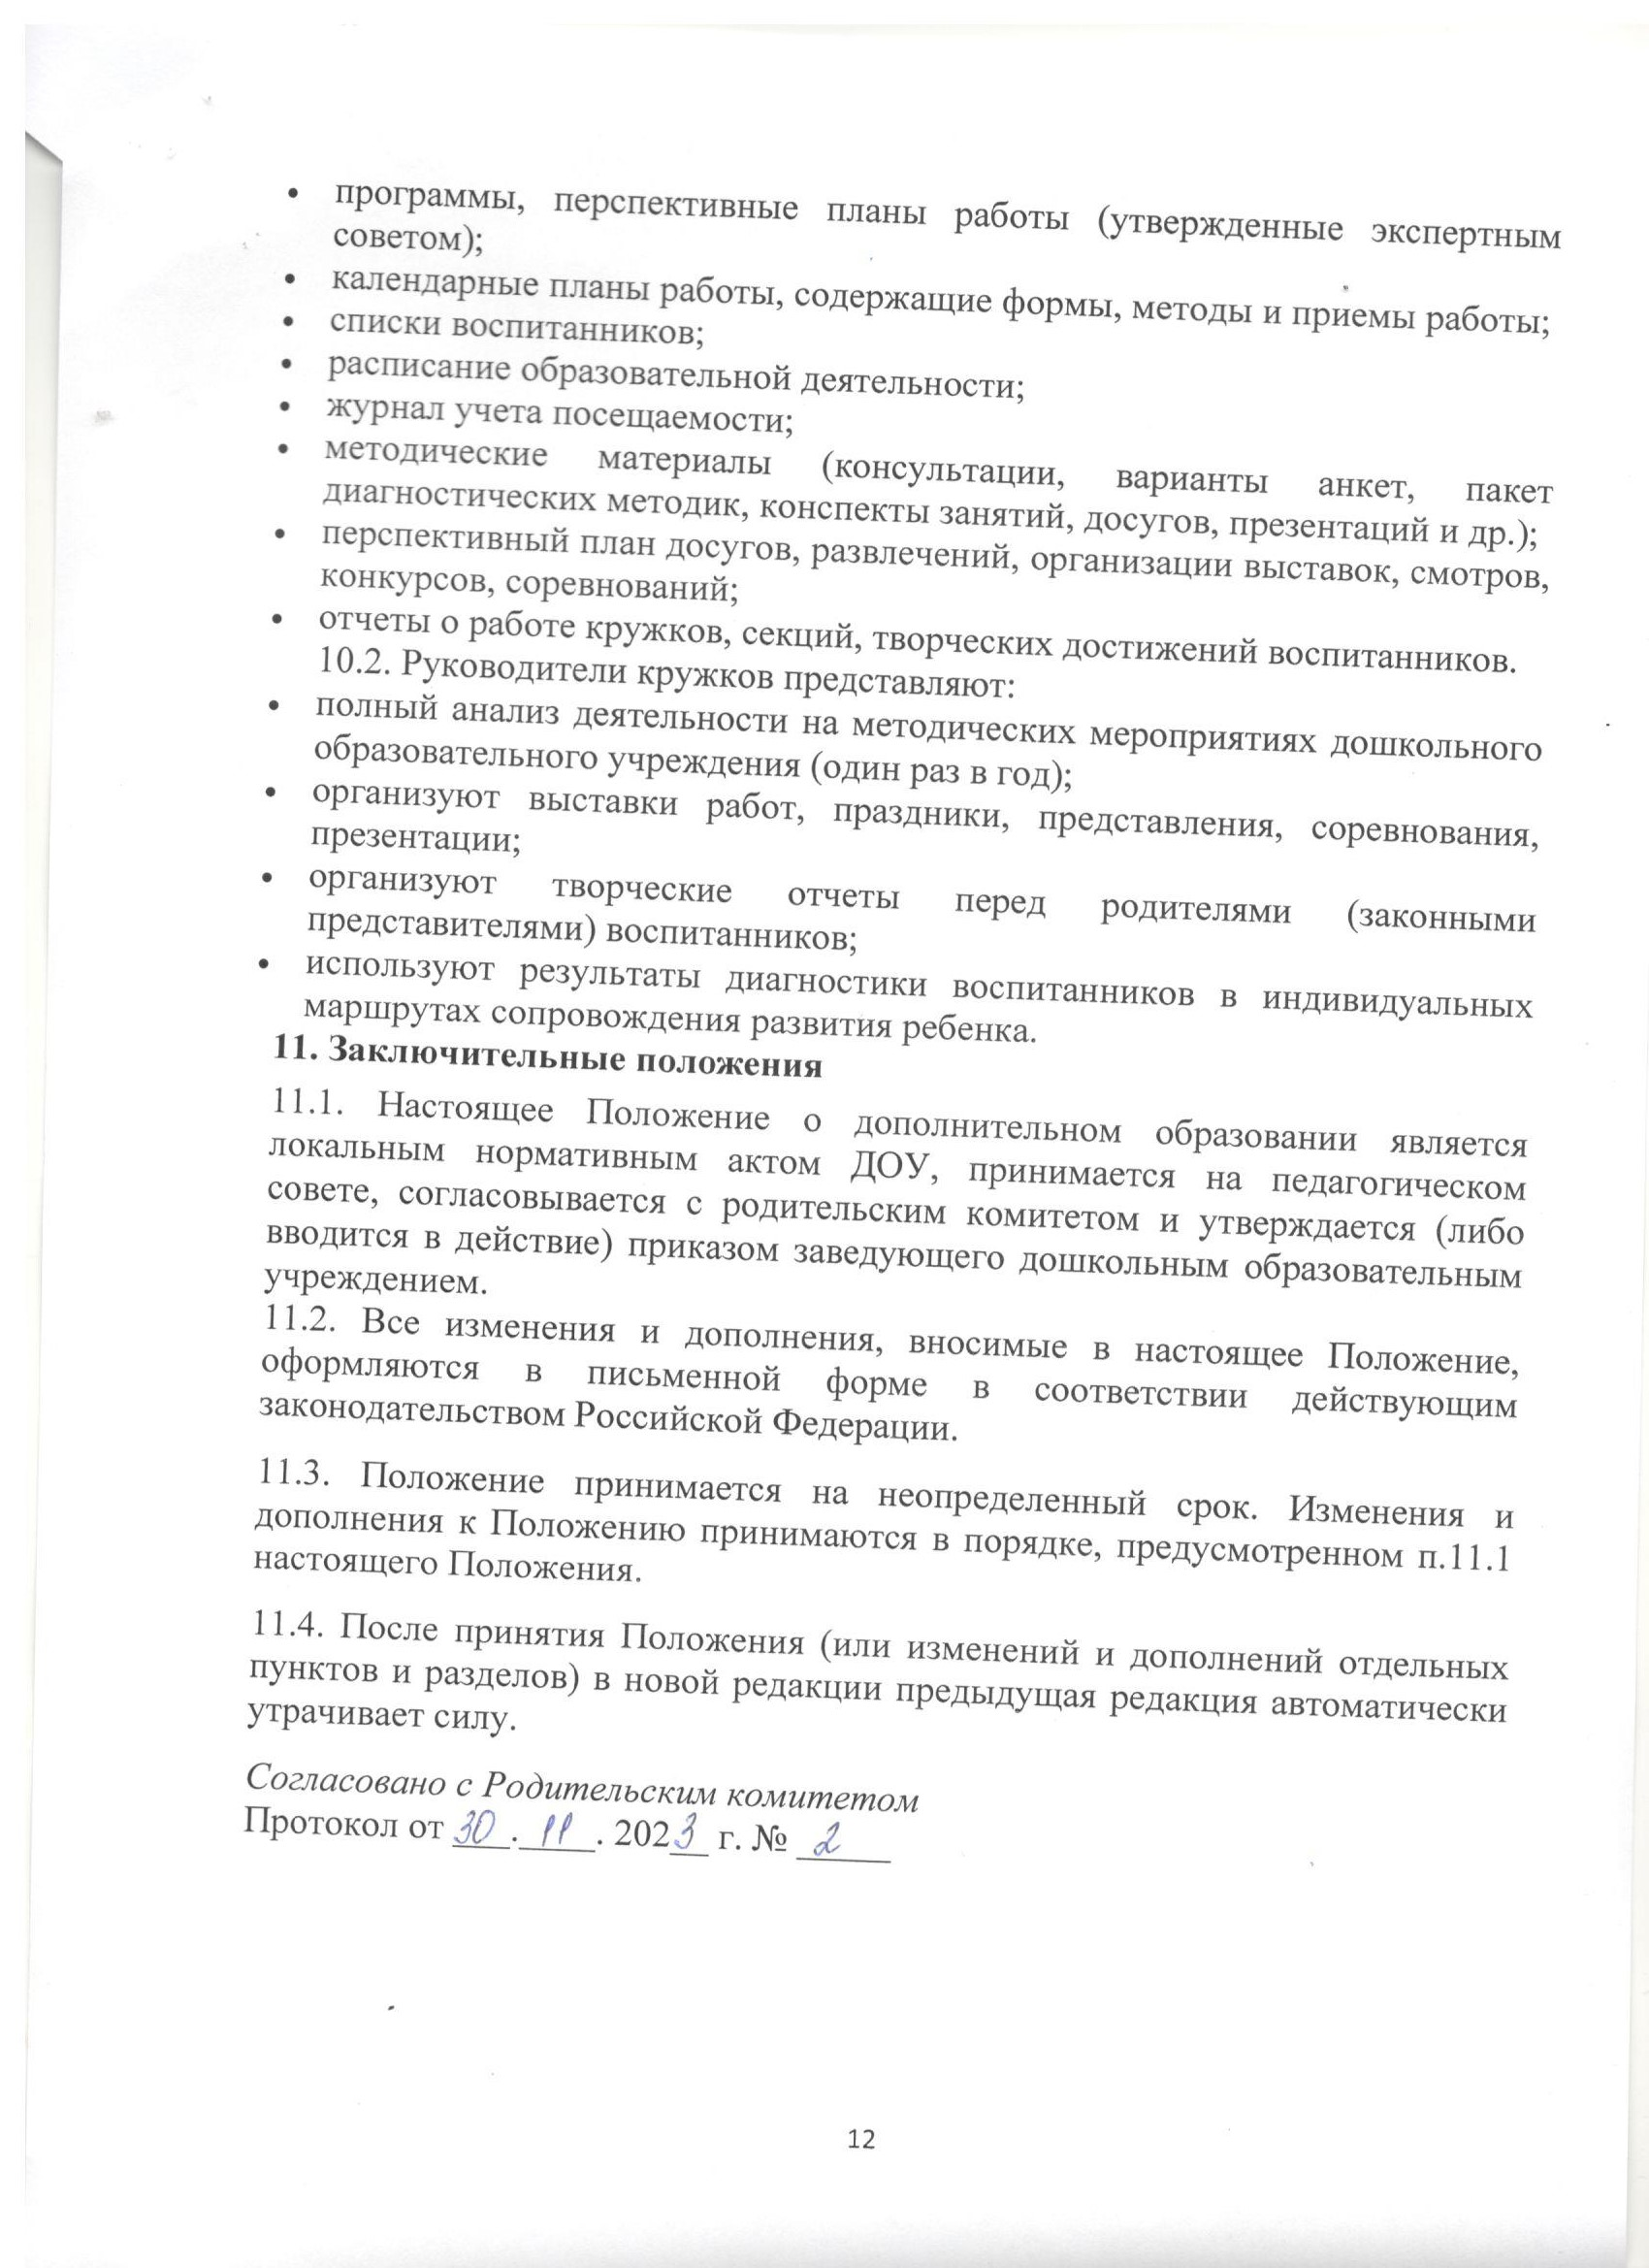 • программы, перспективные планы работы (утвержденные экспертным
советом);
• календарные планы работы, содержащие формы, методы и приемы работы;
• списки воспитанников;
• расписание образовательной деятельности;
• журнал учета посещаемости;
• методические материалы (консультации, варианты анкет, пакет
диагностических методик, конспекты занятий, досугов, презентаций и др.);
• перспективный план досугов, развлечений, организации выставок, смотров,
конкурсов, соревнований;
• отчеты о работе кружков, секций, творческих достижений воспитанников.
10.2. Руководители кружков представляют:
• полный анализ деятельности на методических мероприятиях дошкольного
образовательного учреждения (один раз в год);
• организуют выставки работ, праздники, представления, соревнования,
презентации;
• организуют творческие отчеты перед родителями (законными
представителями) воспитанников;
• используют результаты диагностики воспитанников в индивидуальных
маршрутах сопровождения развития ребенка.
11. Заключительные положения
11.1. Настоящее Положение о дополнительном образовании является
локальным нормативным актом ДОУ, принимается на педагогическом
совете, согласовывается с родительским комитетом и утверждается (либо
вводится в действие) приказом заведующего дошкольным образовательным
учреждением.
11.2. Все изменения и дополнения, вносимые в настоящее Положение,
оформляются в письменной форме в соответствии действующим
законодательством Российской Федерации.
11.3. Положение принимается на неопределенный срок. Изменения и
дополнения к Положению принимаются в порядке, предусмотренном п.11.1
настоящего Положения.
11.4. После принятия Положения (или изменений и дополнений отдельных
пунктов и разделов) в новой редакции предыдущая редакция автоматически
утрачивает силу.
Согласовано с Родительским комитетом
Протокол от 30.11.2023 г. № 2
12